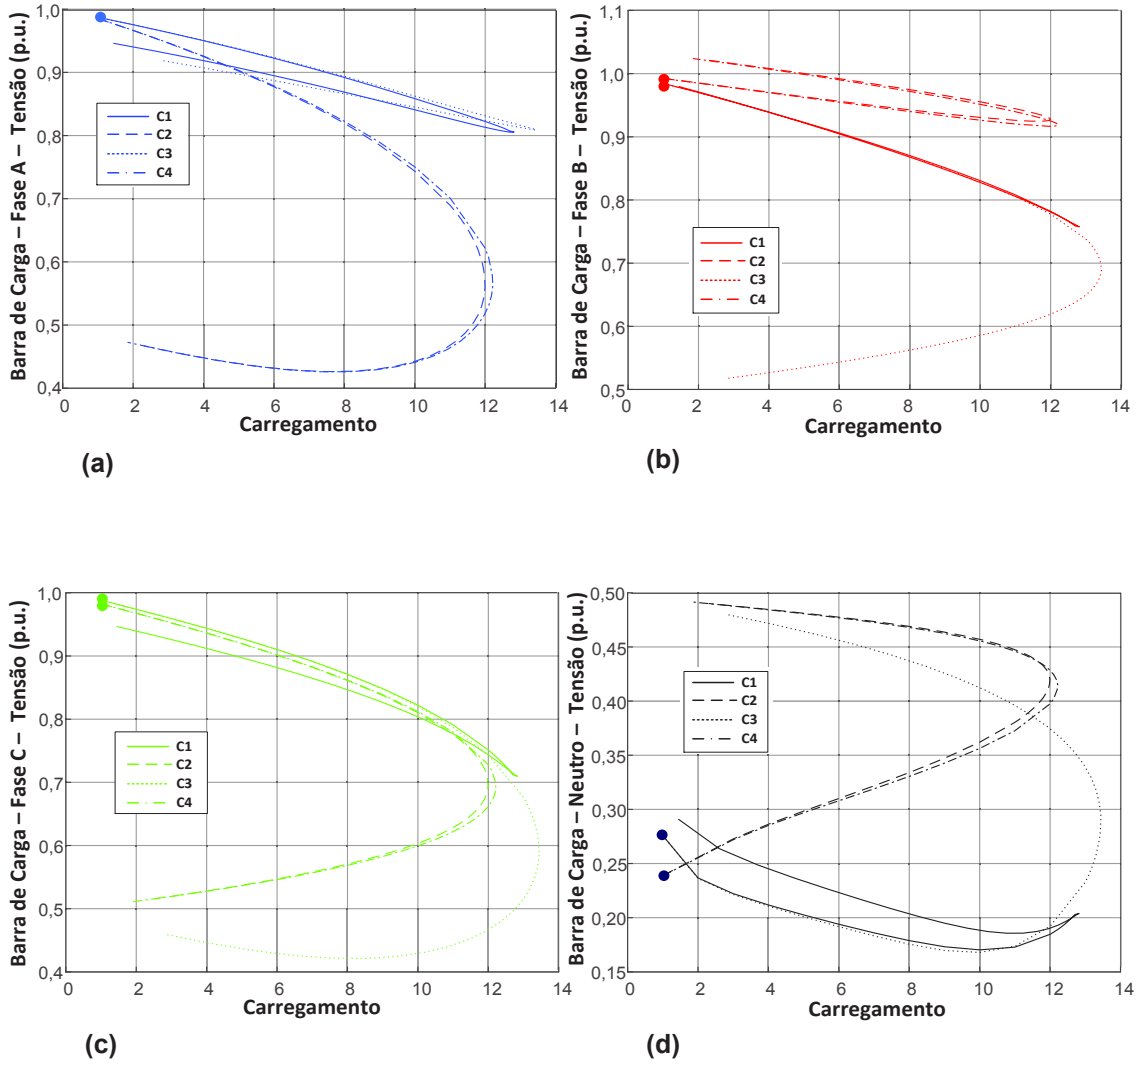 Barra de Carga – Fase A – Tensão (p.u.)
1,0
0,9
0,8
0,7
0,6
0,5
0,4
C1
C2
C3
C4
0 2 4 6 8 10 12 14
Carregamento
(a)
Barra de Carga – Fase B – Tensão (p.u.)
1,1
1,0
0,9
0,8
0,7
0,6
0,5
C1
C2
C3
C4
0 2 4 6 8 10 12 14
Carregamento
(b)
Barra de Carga – Fase C – Tensão (p.u.)
1,0
0,9
0,8
0,7
0,6
0,5
0,4
C1
C2
C3
C4
0 2 4 6 8 10 12 14
Carregamento
(c)
Barra de Carga – Neutro – Tensão (p.u.)
0,50
0,45
0,40
0,35
0,30
0,25
0,20
0,15
C1
C2
C3
C4
0 2 4 6 8 10 12 14
Carregamento
(d)